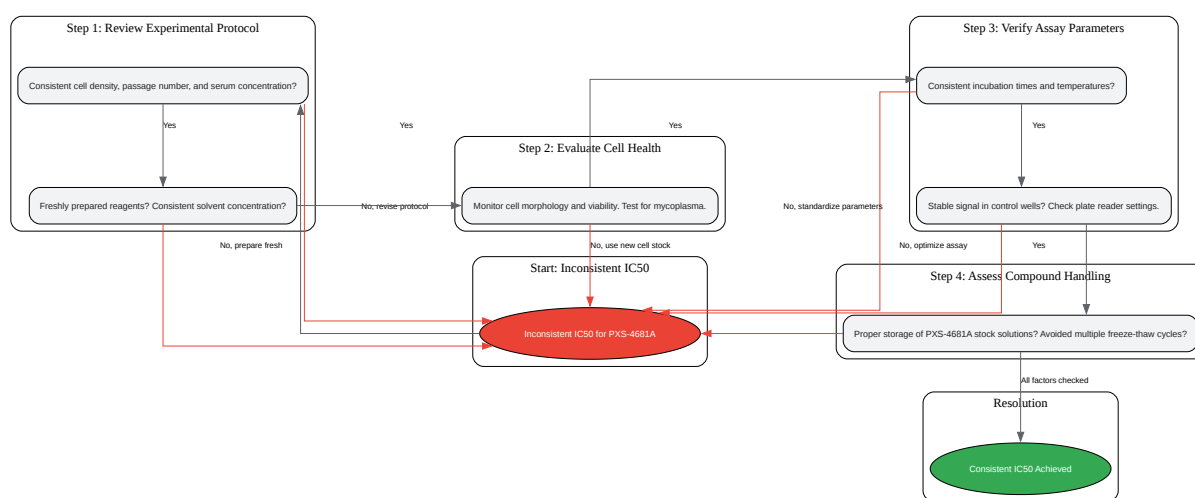 Step 1: Review Experimental Protocol
Consistent cell density, passage number, and serum concentration?
Yes
Freshly prepared reagents? Consistent solvent concentration?
No, prepare fresh
No, revise protocol
Yes
Step 2: Evaluate Cell Health
Monitor cell morphology and viability. Test for mycoplasma.
No, use new cell stock
Yes
Start: Inconsistent IC50
Inconsistent IC50 for PXS-4681A
Step 3: Verify Assay Parameters
Consistent incubation times and temperatures?
Yes
No, standardize parameters
Stable signal in control wells? Check plate reader settings.
No, optimize assay
Yes
Step 4: Assess Compound Handling
Proper storage of PXS-4681A stock solutions? Avoided multiple freeze-thaw cycles?
All factors checked
Resolution
Consistent IC50 Achieved